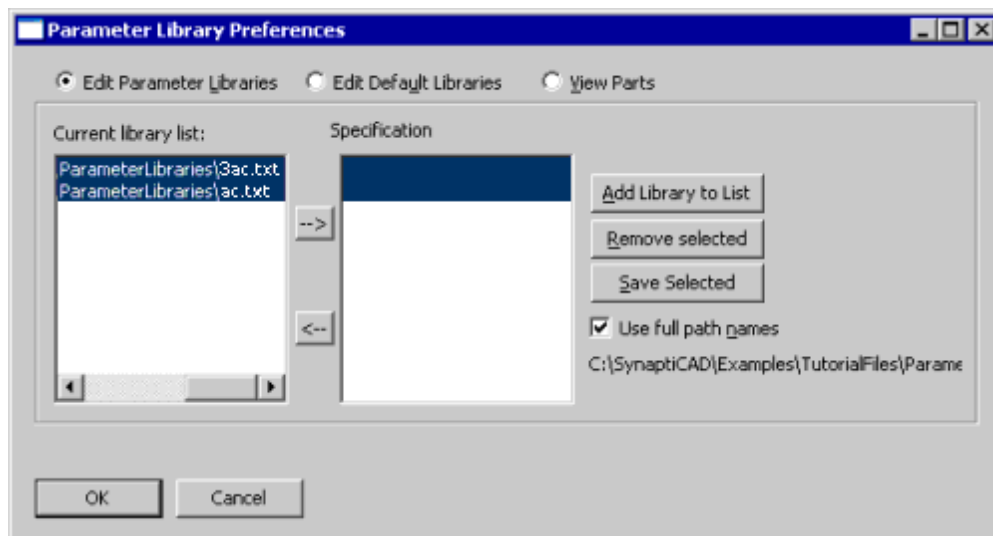 Parameter Library Preferences
Edit Parameter Libraries Edit Default Libraries View Parts
Current library list: Specification
ParameterLibraries\3ac.txt
ParameterLibraries\ac.txt
Add Library to List
-->
Remove selected
Save Selected
<--
Use full path names
C:\SynaptiCAD\Examples\TutorialFiles\Parame
OK Cancel